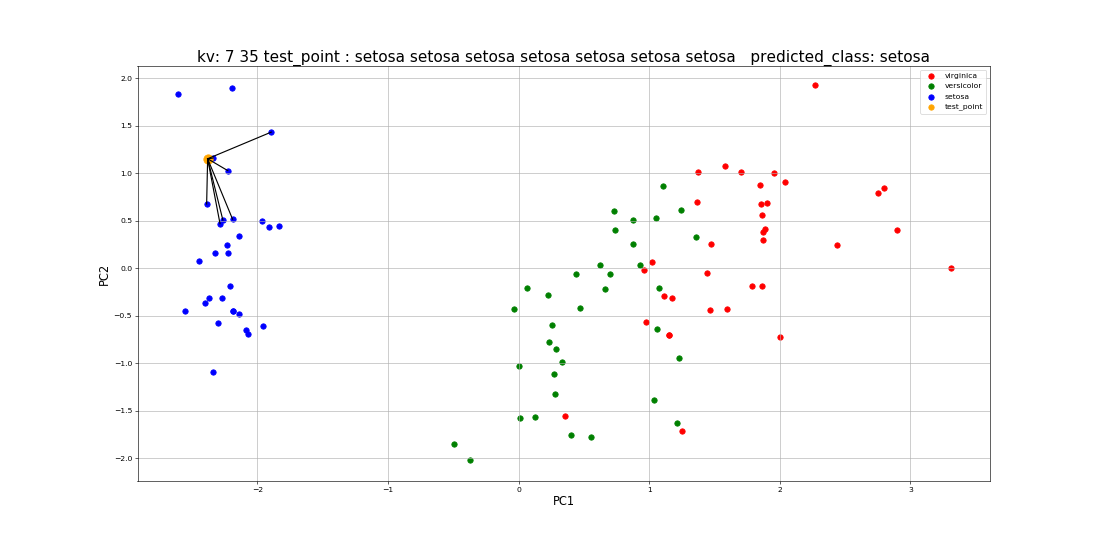 kv: 7 35 test_point : setosa setosa setosa setosa setosa setosa setosa   predicted_class: setosa
virginica
versicolor
setosa
test_point
2.0
1.5
1.0
0.5
0.0
−0.5
−1.0
−1.5
−2.0
PC2
−2 −1 0 1 2 3
PC1